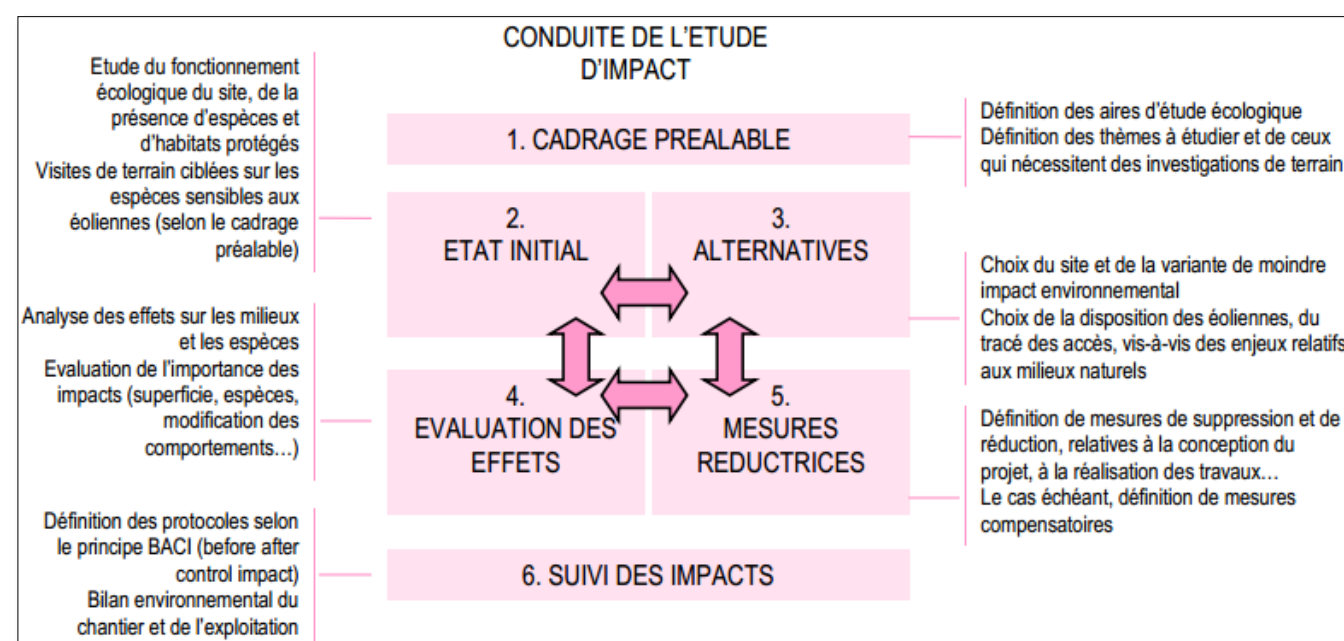 CONDUITE DE L'ETUDE
D'IMPACT
Etude du fonctionnement
écologique du site, de la
présence d'espèces et
d'habitats protégés
Visites de terrain ciblées sur les
espèces sensibles aux
éoliennes (selon le cadrage
préalable)
1. CADRAGE PREALABLE
Définition des aires d'étude écologique
Définition des thèmes à étudier et de ceux
qui nécessitent des investigations de terrain
2.
ETAT INITIAL
3.
ALTERNATIVES
Choix du site et de la variante de moindre
impact environnemental
Choix de la disposition des éoliennes, du
tracé des accès, vis-à-vis des enjeux relatifs
aux milieux naturels
Analyse des effets sur les milieux
et les espèces
Evaluation de l'importance des
impacts (superficie, espèces,
modification des
comportements…)
4.
EVALUATION DES
EFFETS
5.
MESURES
REDUCTRICES
Définition de mesures de suppression et de
réduction, relatives à la conception du
projet, à la réalisation des travaux…
Le cas échéant, définition de mesures
compensatoires
Définition des protocoles selon
le principe BACI (before after
control impact)
Bilan environnemental du
chantier et de l'exploitation
6. SUIVI DES IMPACTS